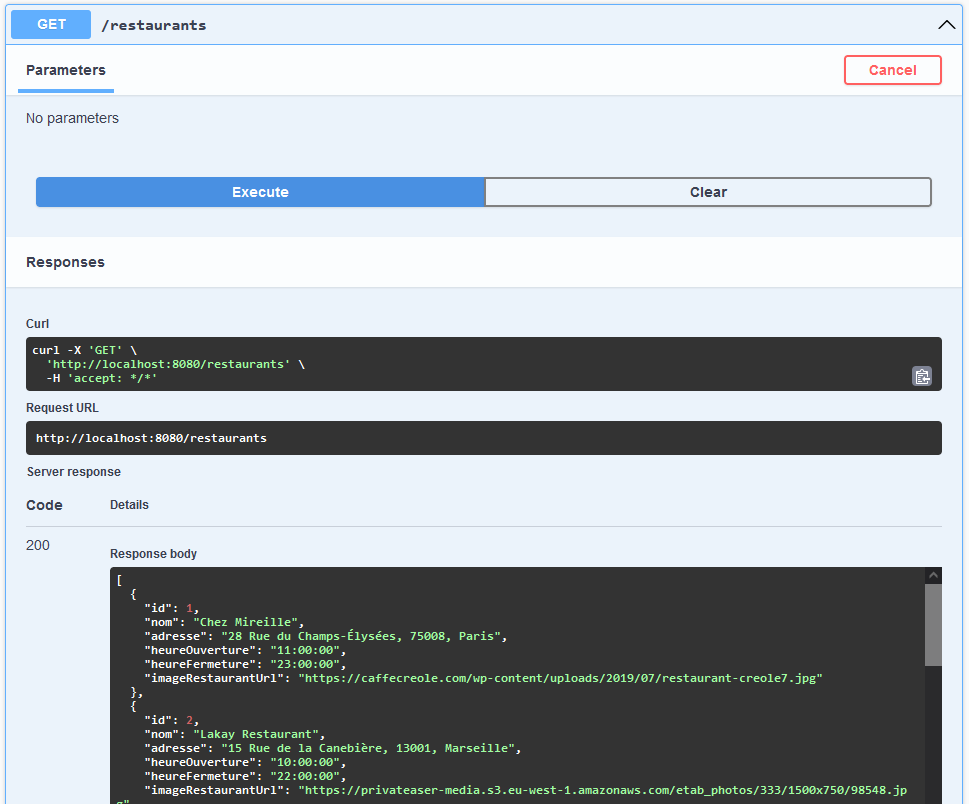 GET /restaurants
Parameters Cancel
No parameters
Execute Clear
Responses
Curl
curl -X 'GET' \
  'http://localhost:8080/restaurants' \
  -H 'accept: */*'
Request URL
http://localhost:8080/restaurants
Server response
Code Details
200
Response body
[
  {
    "id": 1,
    "nom": "Chez Mireille",
    "adresse": "28 Rue du Champs-Élysées, 75008, Paris",
    "heureOuverture": "11:00:00",
    "heureFermeture": "23:00:00",
    "imageRestaurantUrl": "https://caffecreole.com/wp-content/uploads/2019/07/restaurant-creole7.jpg"
  },
  {
    "id": 2,
    "nom": "Lakay Restaurant",
    "adresse": "15 Rue de la Canebière, 13001, Marseille",
    "heureOuverture": "10:00:00",
    "heureFermeture": "22:00:00",
    "imageRestaurantUrl": "https://privateaser-media.s3.eu-west-1.amazonaws.com/etab_photos/333/1500x750/98548.jp
g"